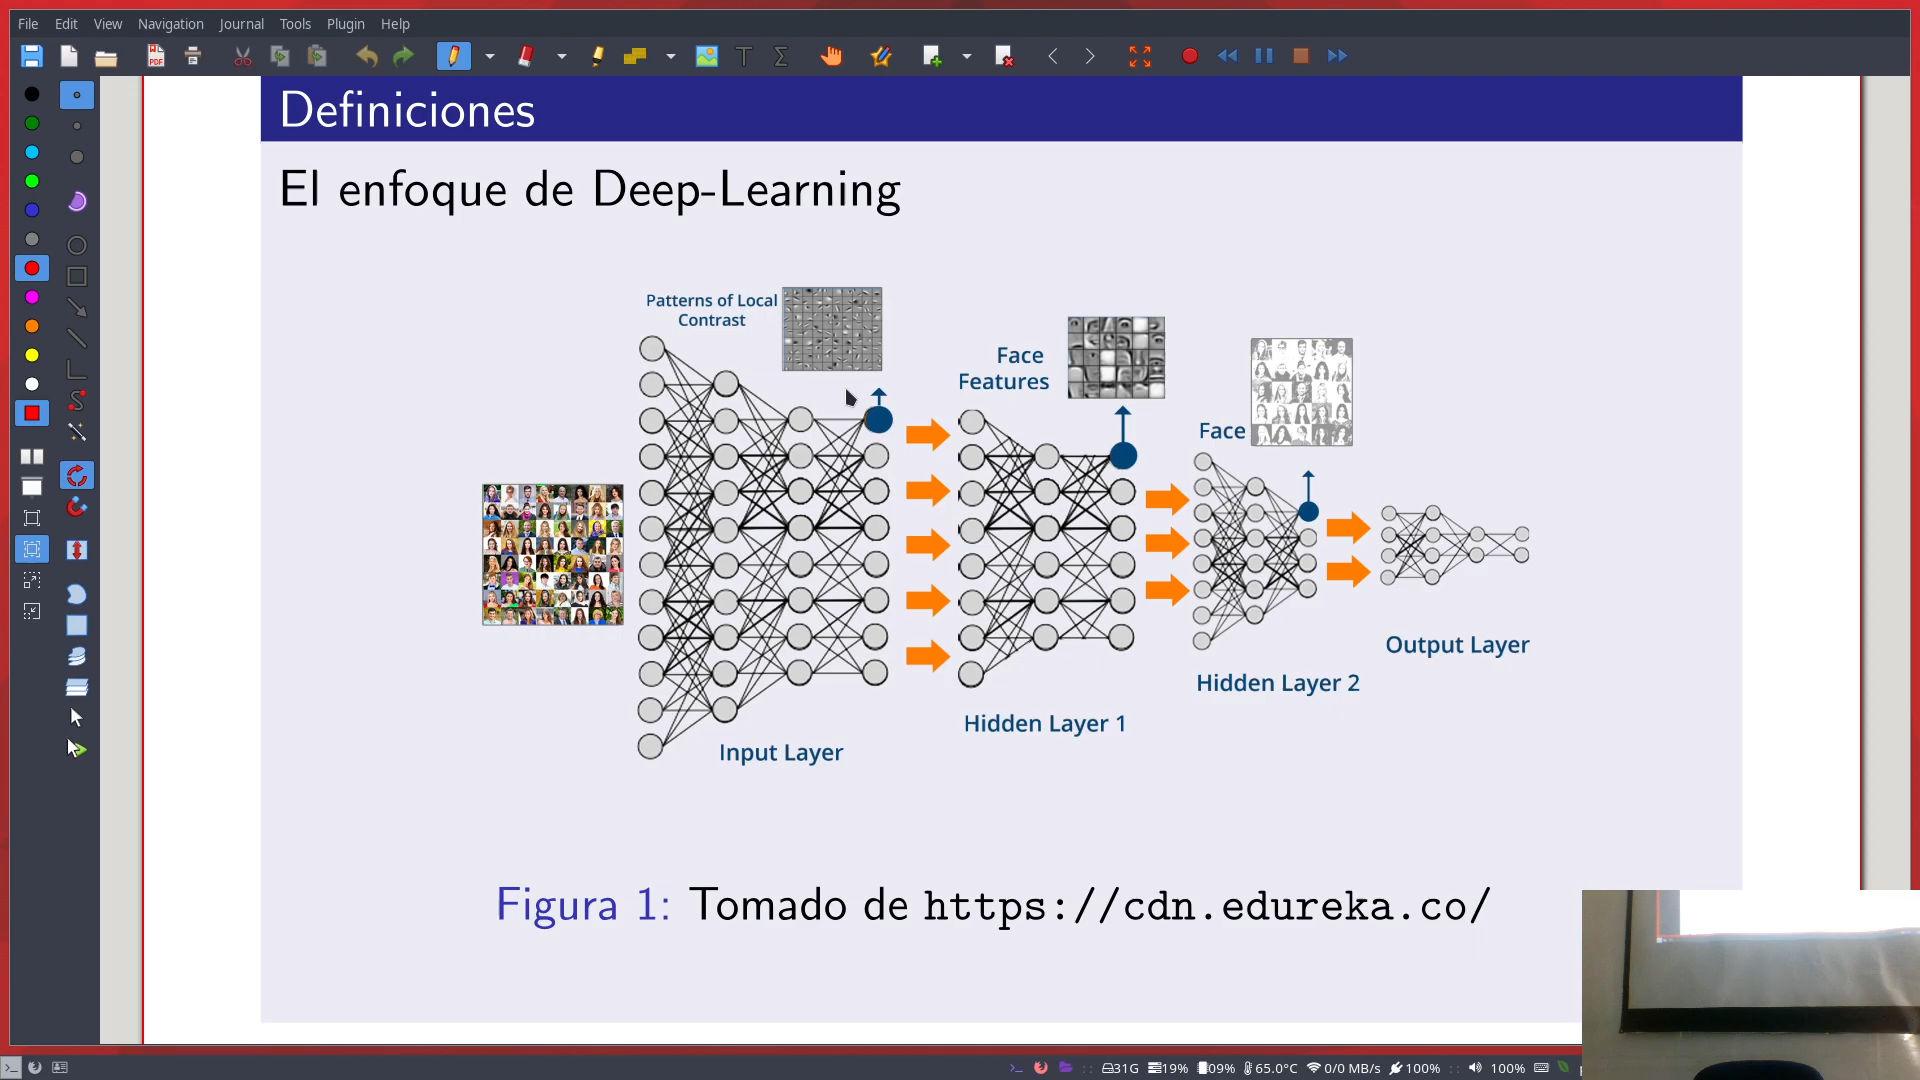 File Edit View Navigation Journal Tools Plugin Help
Definiciones
El enfoque de Deep-Learning
Patterns of Local
Contrast
Face
Features
Face
Output Layer
Hidden Layer 2
Hidden Layer 1
Input Layer
Figura 1: Tomado de https://cdn.edureka.co/
31G 19% 09% 65.0°C 0/0 MB/s 100% 100%